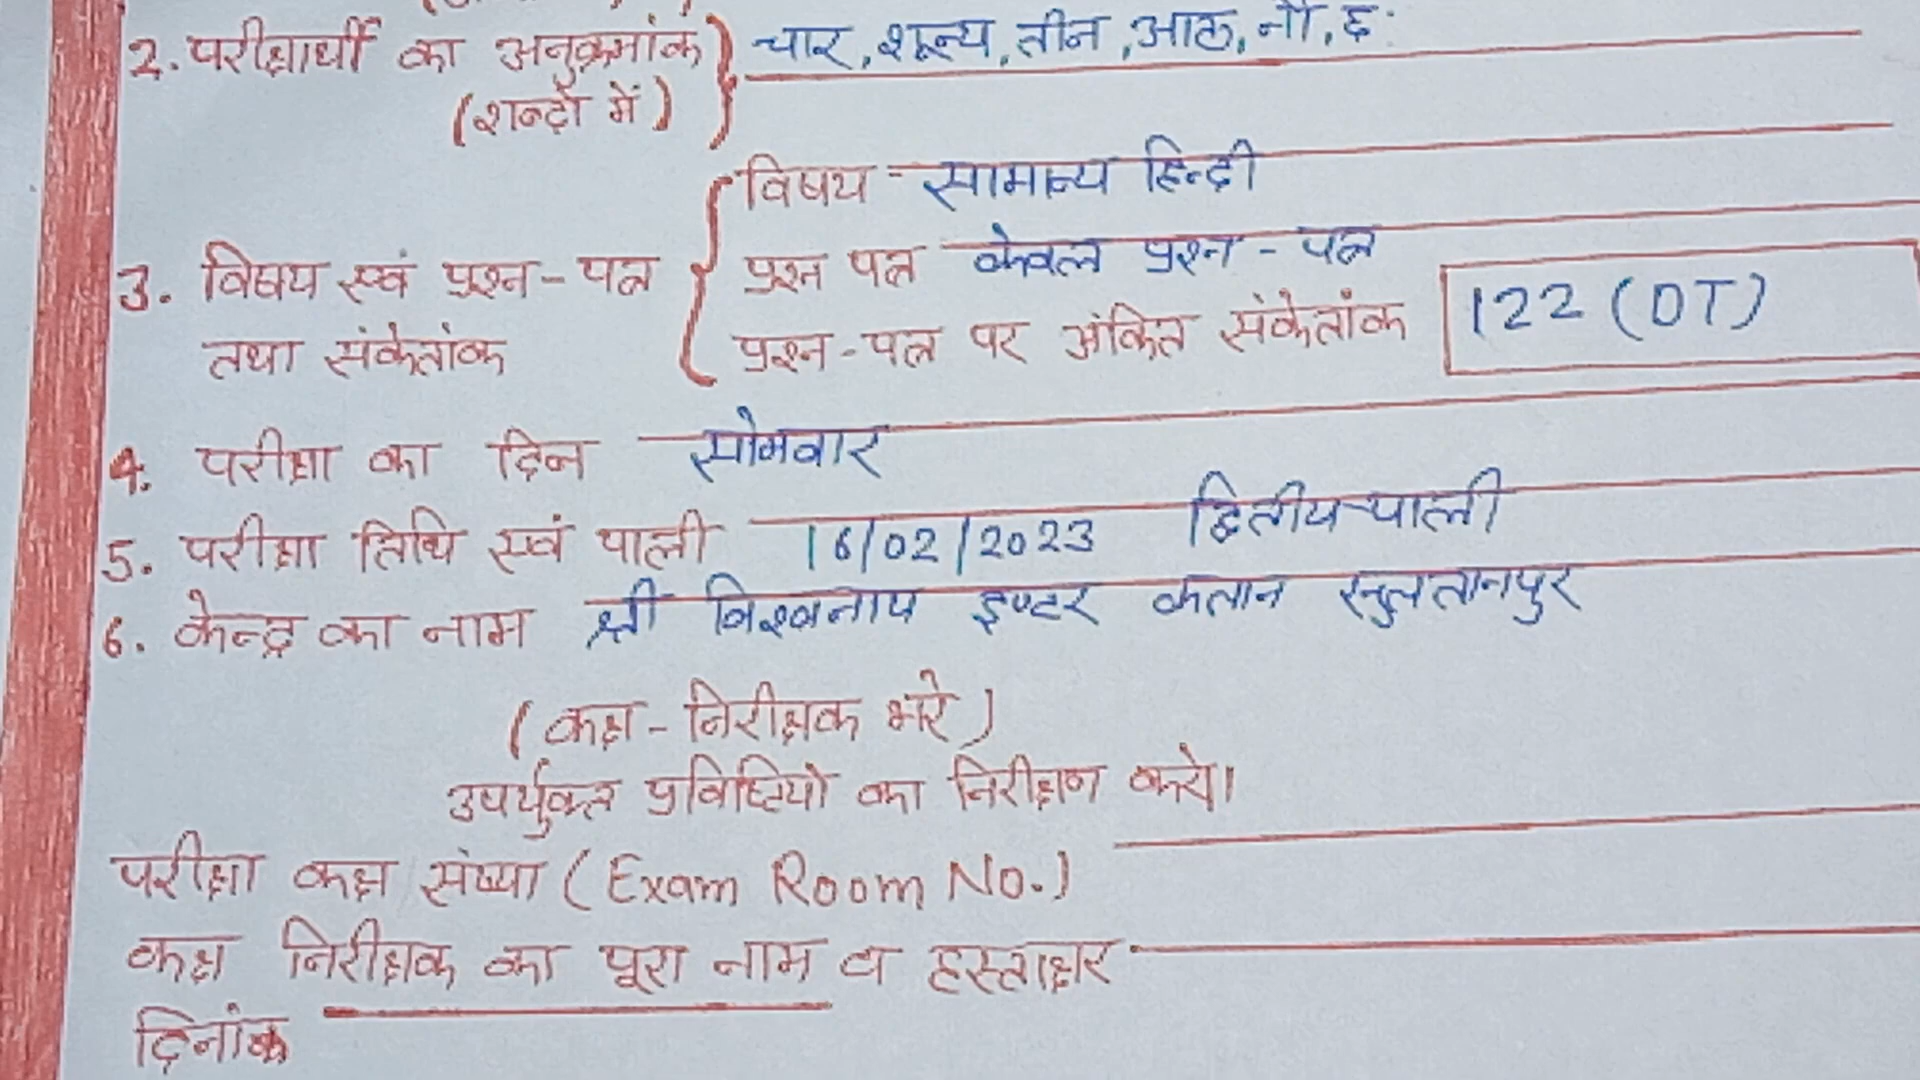 2. परीक्षार्थी का अनुक्रमांक } चार, शून्य, तीन, आठ, नौ, छ:
(शब्दों में)
विषय - सामान्य हिन्दी
3. विषय एवं प्रश्न-पत्र { प्रश्न पत्र केवल प्रश्न-पत्र
तथा संकेतांक प्रश्न-पत्र पर अंकित संकेतांक 122 (DT)
4. परीक्षा का दिन सोमवार
5. परीक्षा तिथि एवं पाली 16/02/2023 द्वितीय पाली
6. केन्द्र का नाम श्री विश्वनाथ इण्टर कलान सुलतानपुर
(कक्ष-निरीक्षक भरे)
उपर्युक्त प्रविष्टियो का निरीक्षण करे।
परीक्षा कक्ष संख्या (Exam Room No.)
कक्ष निरीक्षक का पूरा नाम व हस्ताक्षर
दिनांक